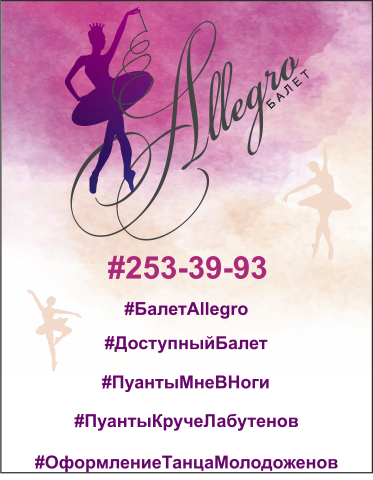 Allegro
БАЛЕТ
#253-39-93
#БалетAllegro
#ДоступныйБалет
#ПуантыМнеВНоги
#ПуантыКручеЛабутенов
#ОформлениеТанцаМолодоженов